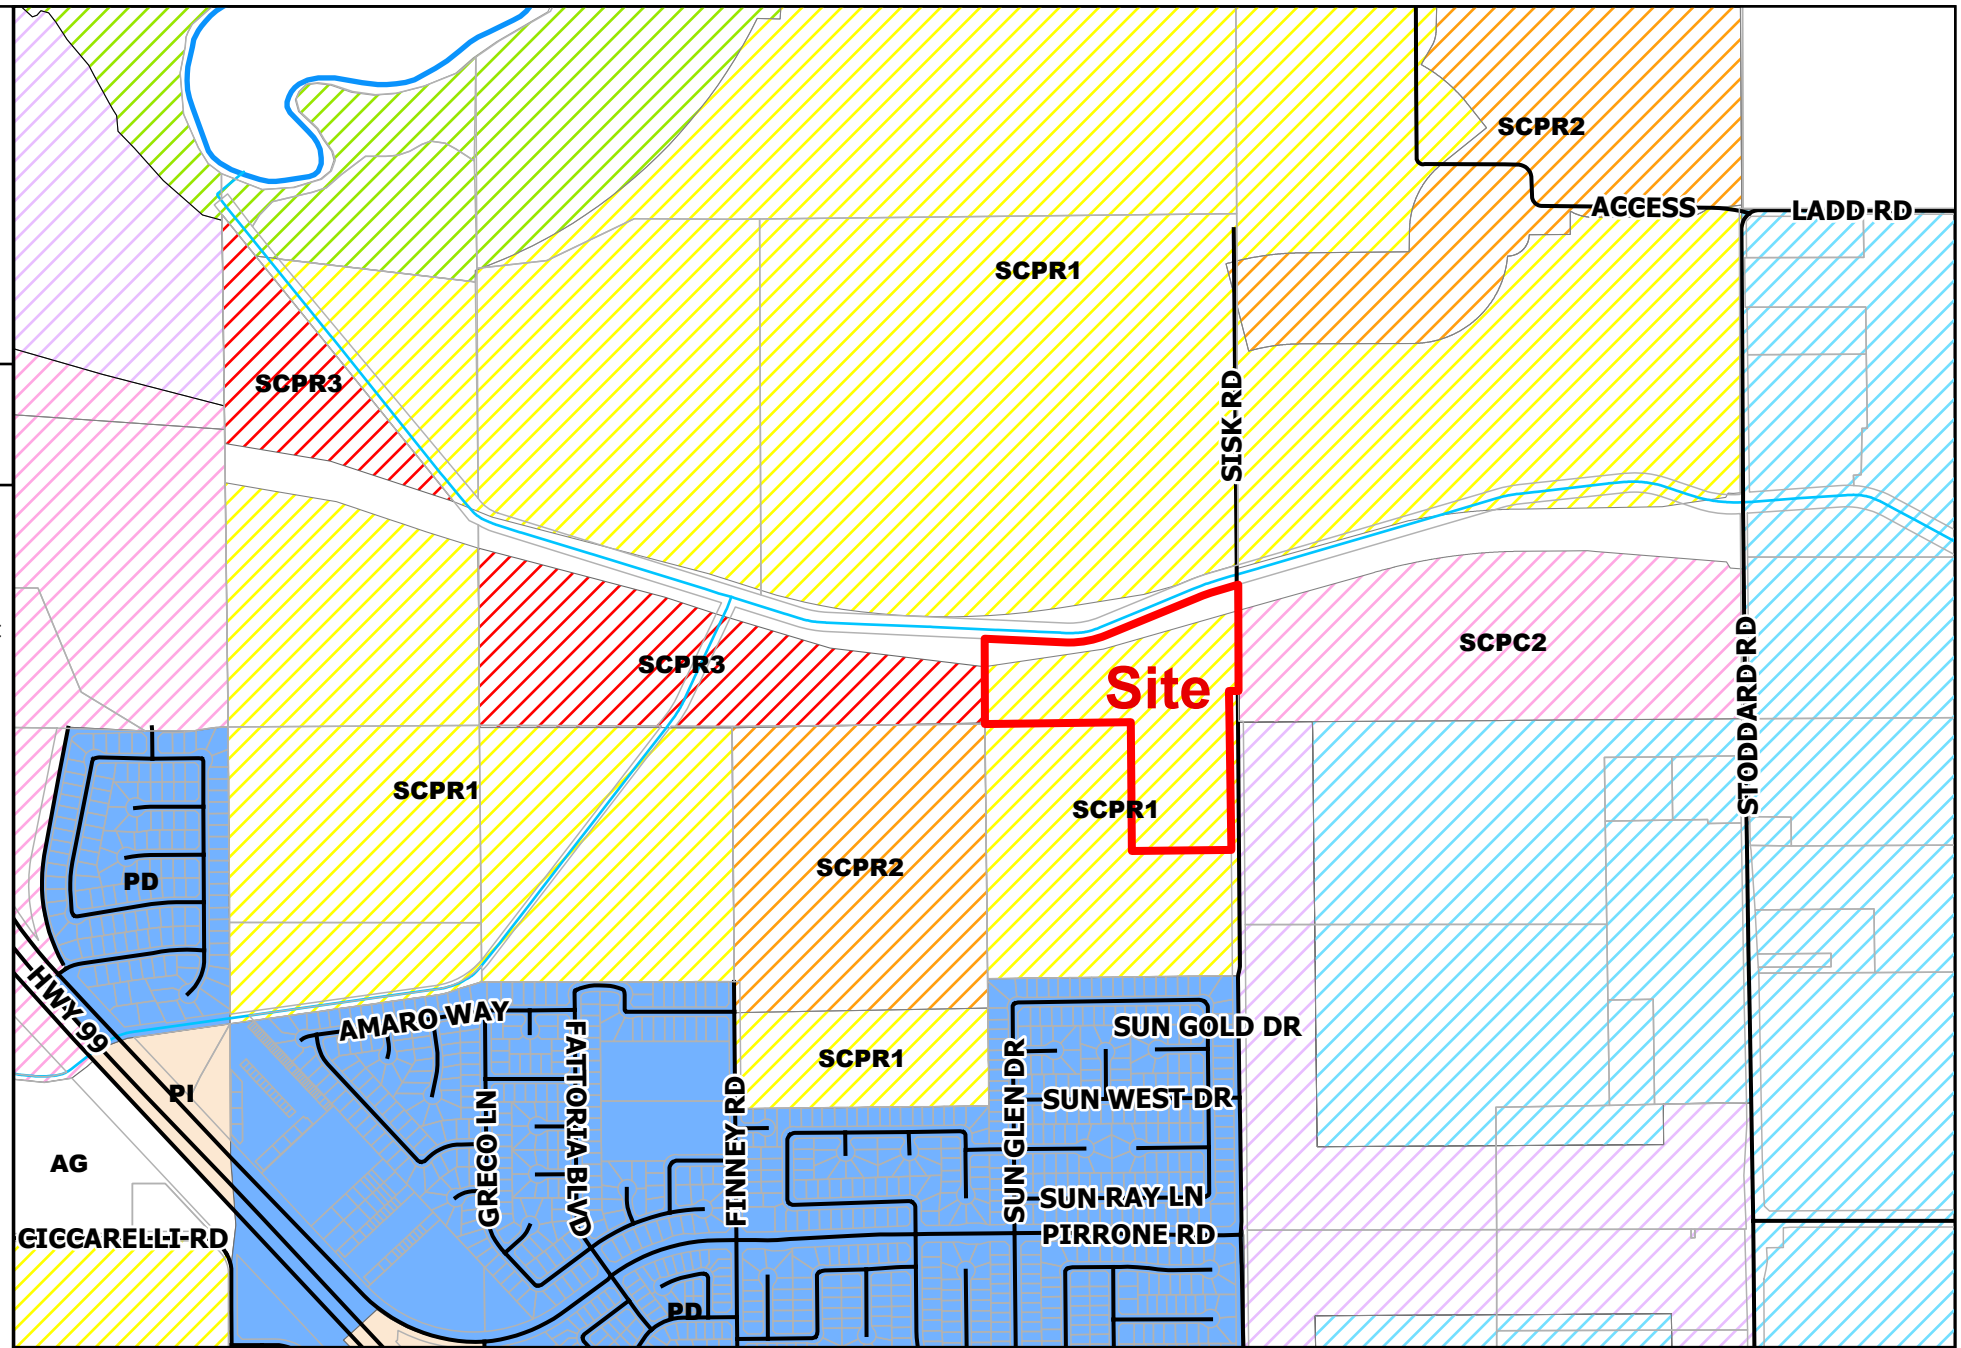 SCPR2
ACCESS
LADD RD
SCPR1
SCPR3
SISK RD
SCPR3
SCPC2
Site
STODDARD RD
SCPR1
SCPR1
SCPR2
PD
HWY 99
AMARO WAY
SUN GOLD DR
SCPR1
PI
SUN WEST DR
GRECO LN
FATTORIA BLVD
FINNEY RD
SUN GLEN DR
AG
SUN RAY LN
CICCARELLI RD
PIRRONE RD
PD